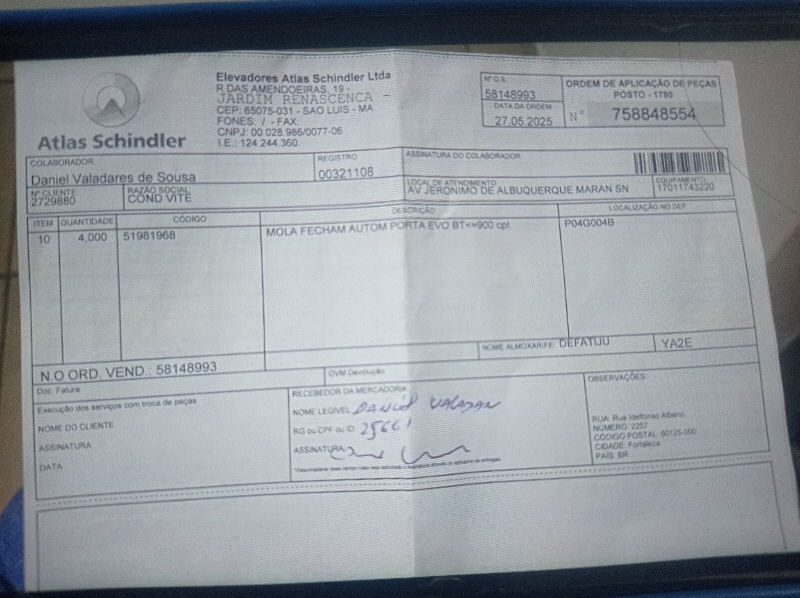 Elevadores Atlas Schindler Ltda
R DAS AMENDOEIRAS, 19 -
JARDIM RENASCENCA -
CEP: 65075-031 - SAO LUIS - MA
FONES: / - FAX:
CNPJ: 00.028.986/0077-06
I.E.: 124.244.360.
Atlas Schindler
Nº O.S.
58148993
DATA DA ORDEM
27.05.2025
ORDEM DE APLICAÇÃO DE PEÇAS
POSTO - 1780
Nº 758848554
COLABORADOR
Daniel Valadares de Sousa
REGISTRO
00321108
ASSINATURA DO COLABORADOR
Nº CLIENTE
2729880
RAZÃO SOCIAL
COND VITE
LOCAL DE ATENDIMENTO
AV JERONIMO DE ALBUQUERQUE MARAN SN
EQUIPAMENTO
17011743220
ITEM QUANTIDADE CÓDIGO DESCRIÇÃO LOCALIZAÇÃO NO DEP
10 4,000 51981968 MOLA FECHAM AUTOM PORTA EVO BT<=900 cpl. P04G004B
NOME ALMOXARIFE: DEFATIJU YA2E
N.O ORD. VEND.: 58148993
Doc. Fatura
OVM Devolução
Execução dos serviços com troca de peças
NOME DO CLIENTE:
ASSINATURA:
DATA:
RECEBEDOR DA MERCADORIA
NOME LEGÍVEL DANIEL VALADAR
RG ou CPF ou ID: 25661
ASSINATURA:
OBSERVAÇÕES:
RUA: Rua Ildelfonso Albano
NÚMERO: 2257
CÓDIGO POSTAL: 60125-000
CIDADE: Fortaleza
PAÍS: BR